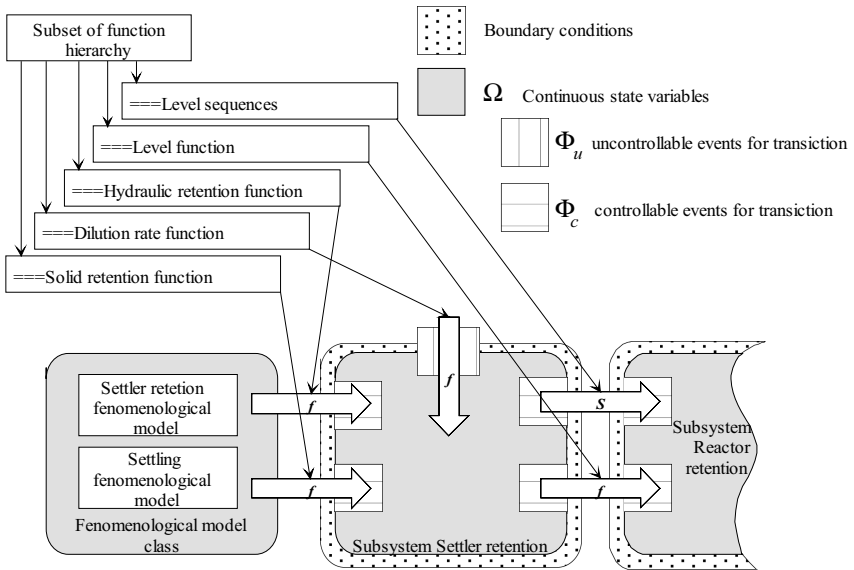 Subset of function
hierarchy
===Level sequences
===Level function
===Hydraulic retention function
===Dilution rate function
===Solid retention function
Boundary conditions
Ω Continuous state variables
Φu uncontrollable events for transiction
Φc controllable events for transiction
Settler retetion
fenomenological
model
Settling
fenomenological
model
Fenomenological model
class
f
f
f
Subsystem Settler retention
s
f
Subsystem
Reactor
retention